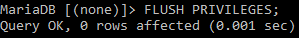 MariaDB [(none)]> FLUSH PRIVILEGES;
Query OK, 0 rows affected (0.001 sec)